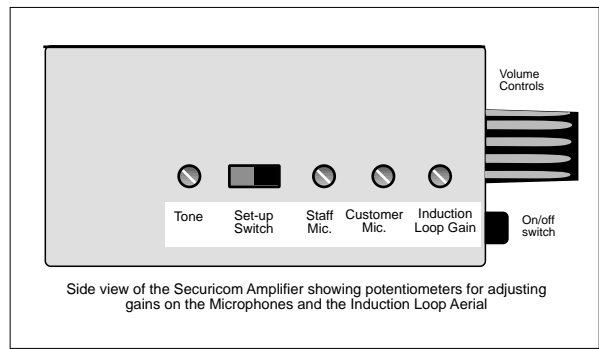 Volume
Controls
Tone
Set-up
Switch
Staff
Mic.
Customer
Mic.
Induction
Loop Gain
On/off
switch
Side view of the Securicom Amplifier showing potentiometers for adjusting
gains on the Microphones and the Induction Loop Aerial